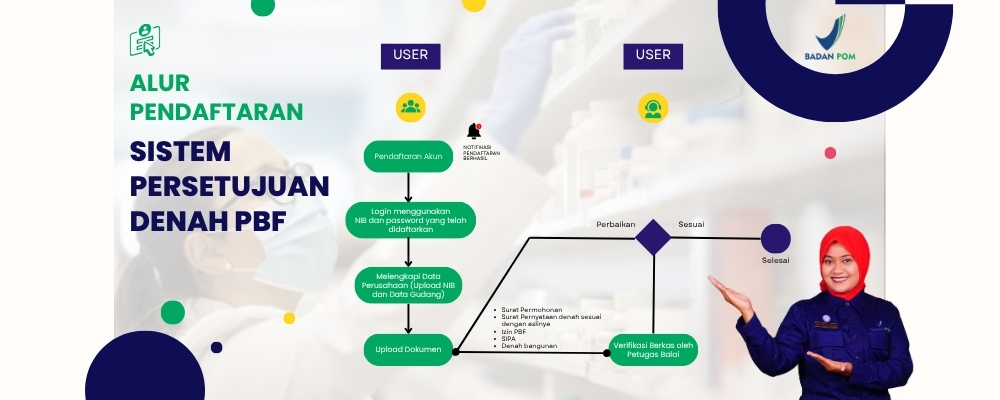 ALUR
PENDAFTARAN
SISTEM
PERSETUJUAN
DENAH PBF
USER
NOTIFIKASI
PENDAFTARAN
BERHASIL
Pendaftaran Akun
Login menggunakan
NIB dan password yang telah
didaftarkan
Melengkapi Data
Perusahaan (Upload NIB
dan Data Gudang)
Upload Dokumen
• Surat Permohonan
• Surat Pernyataan denah sesuai
dengan aslinya
• Izin PBF
• SIPA
• Denah bangunan
USER
Perbaikan
Sesuai
Selesai
Verifikasi Berkas oleh
Petugas Balai
BADAN POM